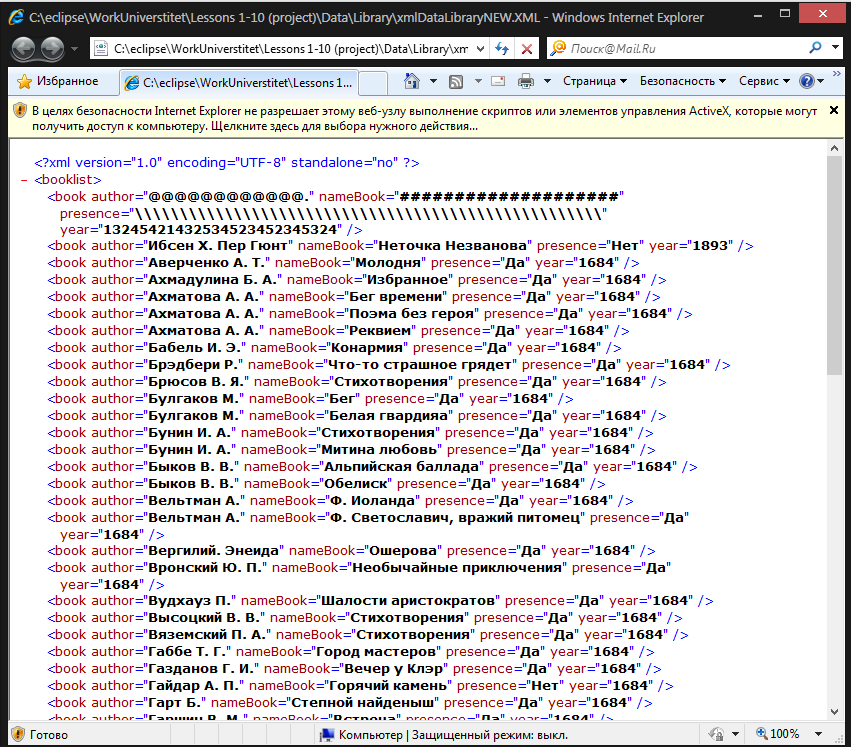 C:\eclipse\WorkUniverstitet\Lessons 1-10 (project)\Data\Library\xmlDataLibraryNEW.XML - Windows Internet Explorer
C:\eclipse\WorkUniverstitet\Lessons 1-10 (project)\Data\Library\xm Поиск@Mail.Ru
Избранное C:\eclipse\WorkUniverstitet\Lessons 1... Страница Безопасность Сервис
В целях безопасности Internet Explorer не разрешает этому веб-узлу выполнение скриптов или элементов управления ActiveX, которые могут
получить доступ к компьютеру. Щелкните здесь для выбора нужного действия...
<?xml version="1.0" encoding="UTF-8" standalone="no" ?>
- <booklist>
<book author="@@@@@@@@@@@@." nameBook="####################"
presence="\\\\\\\\\\\\\\\\\\\\\\\\\\\\\\\\\\\\\\\\\\\\\\\\\\\\"
year="13245421432534523452345324" />
<book author="Ибсен Х. Пер Гюнт" nameBook="Неточка Незванова" presence="Нет" year="1893" />
<book author="Аверченко А. Т." nameBook="Молодня" presence="Да" year="1684" />
<book author="Ахмадулина Б. А." nameBook="Избранное" presence="Да" year="1684" />
<book author="Ахматова А. А." nameBook="Бег времени" presence="Да" year="1684" />
<book author="Ахматова А. А." nameBook="Поэма без героя" presence="Да" year="1684" />
<book author="Ахматова А. А." nameBook="Реквием" presence="Да" year="1684" />
<book author="Бабель И. Э." nameBook="Конармия" presence="Да" year="1684" />
<book author="Брэдбери Р." nameBook="Что-то страшное грядет" presence="Да" year="1684" />
<book author="Брюсов В. Я." nameBook="Стихотворения" presence="Да" year="1684" />
<book author="Булгаков М." nameBook="Бег" presence="Да" year="1684" />
<book author="Булгаков М." nameBook="Белая гвардияа" presence="Да" year="1684" />
<book author="Бунин И. А." nameBook="Стихотворения" presence="Да" year="1684" />
<book author="Бунин И. А." nameBook="Митина любовь" presence="Да" year="1684" />
<book author="Быков В. В." nameBook="Альпийская баллада" presence="Да" year="1684" />
<book author="Быков В. В." nameBook="Обелиск" presence="Да" year="1684" />
<book author="Вельтман А." nameBook="Ф. Иоланда" presence="Да" year="1684" />
<book author="Вельтман А." nameBook="Ф. Светославич, вражий питомец" presence="Да"
year="1684" />
<book author="Вергилий. Энеида" nameBook="Ошерова" presence="Да" year="1684" />
<book author="Вронский Ю. П." nameBook="Необычайные приключения" presence="Да"
year="1684" />
<book author="Вудхауз П." nameBook="Шалости аристократов" presence="Да" year="1684" />
<book author="Высоцкий В. В." nameBook="Стихотворения" presence="Да" year="1684" />
<book author="Вяземский П. А." nameBook="Стихотворения" presence="Да" year="1684" />
<book author="Габбе Т. Г." nameBook="Город мастеров" presence="Да" year="1684" />
<book author="Газданов Г. И." nameBook="Вечер у Клэр" presence="Да" year="1684" />
<book author="Гайдар А. П." nameBook="Горячий камень" presence="Нет" year="1684" />
<book author="Гарт Б." nameBook="Степной найденыш" presence="Да" year="1684" />
<book author="Гаршин В. М." nameBook="Встреча" presence="Да" year="1684" />
Готово Компьютер | Защищенный режим: выкл. 100%